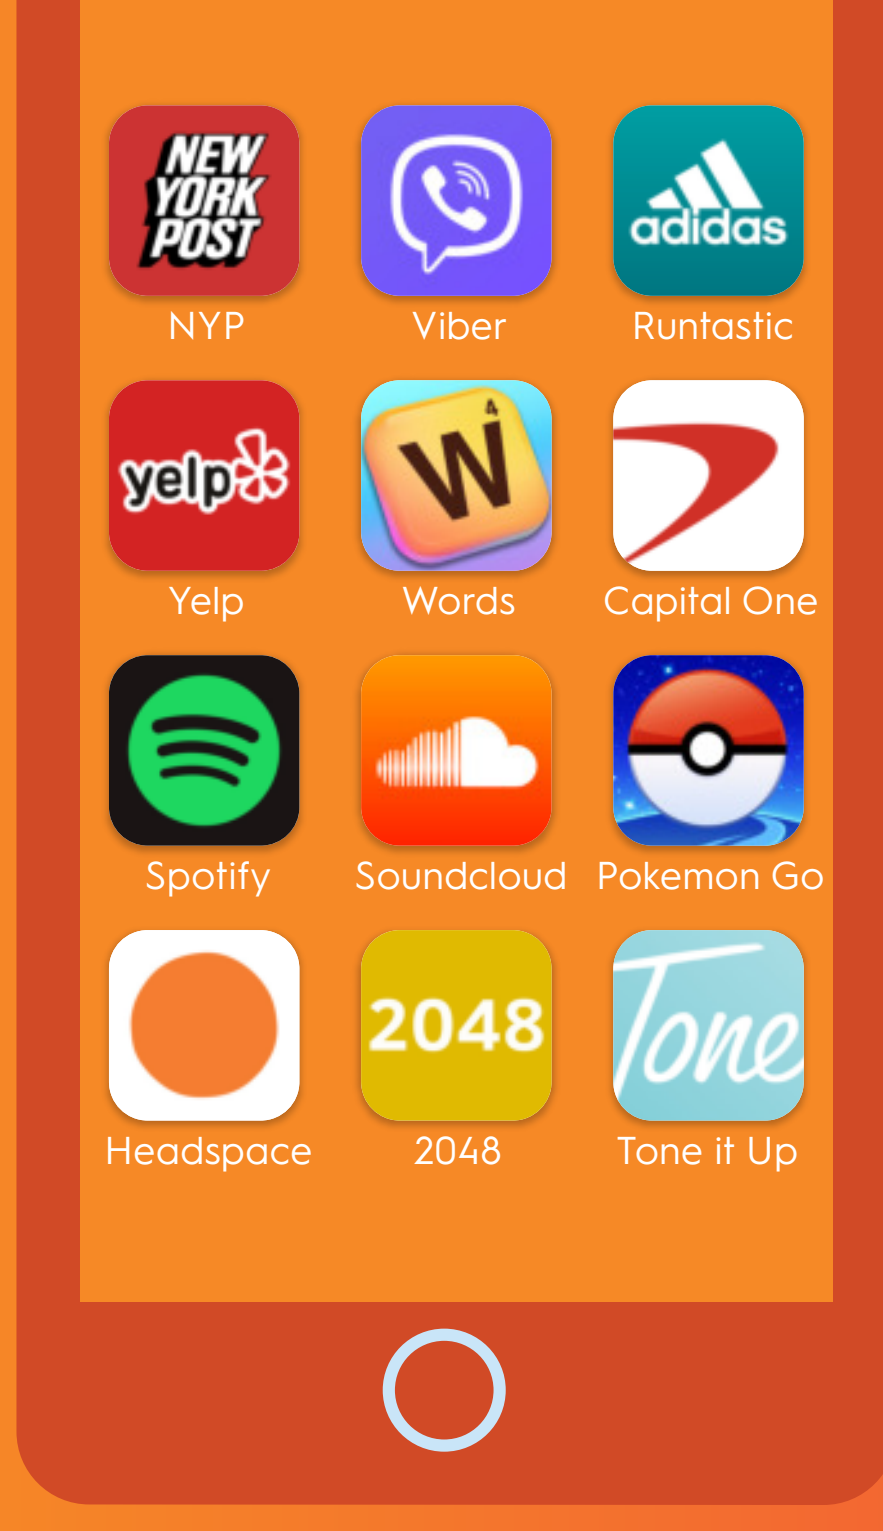 NEW
YORK
POST
adidas
NYP Viber Runtastic
yelp
4
W
Yelp Words Capital One
Spotify Soundcloud Pokemon Go
2048
Tone
Headspace 2048 Tone it Up